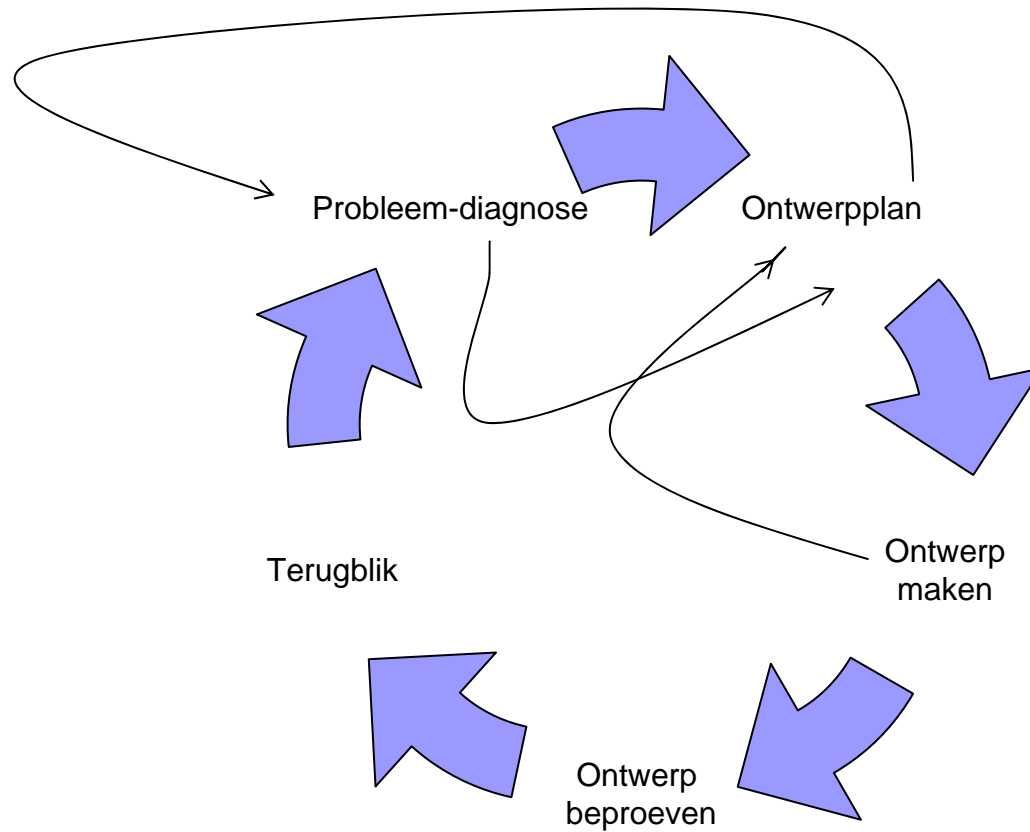 Probleem-diagnose
Ontwerpplan
Ontwerp
maken
Terugblik
Ontwerp
beproeven